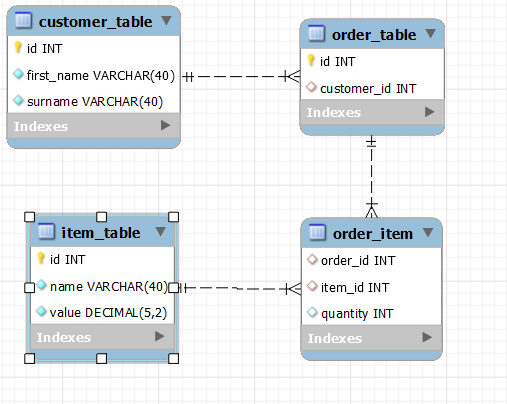 customer_table
id INT
first_name VARCHAR(40)
surname VARCHAR(40)
Indexes
order_table
id INT
customer_id INT
Indexes
item_table
id INT
name VARCHAR(40)
value DECIMAL(5,2)
Indexes
order_item
order_id INT
item_id INT
quantity INT
Indexes